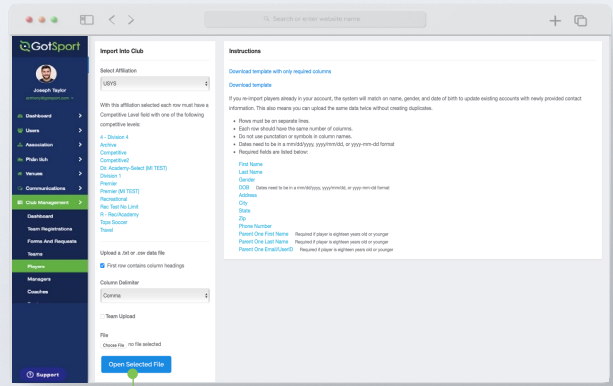 Search or enter website name
GotSport
Joseph Taylor
Dashboard
Users
Association
Phân tích
Venues
Communications
Club Management
Dashboard
Team Registrations
Forms And Requests
Teams
Players
Managers
Coaches
Support
Import Into Club
Select Affiliation
USYS
With this affiliation selected each row must have a
Competitive Level field with one of the following
competitive levels:
4 - Division 4
Archive
Competitive
Competitive2
Dir. Academy-Select (MI TEST)
Division 1
Premier
Premier (MI TEST)
Recreational
Rec Test No Limit
R - Rec/Academy
Tops Soccer
Travel
Upload a .txt or .csv data file
First row contains column headings
Column Delimiter
Comma
Team Upload
File
Choose File no file selected
Open Selected File
Instructions
Download template with only required columns
Download template
If you re-import players already in your account, the system will match on name, gender, and date of birth to update existing accounts with newly provided contact
information. This also means you can upload the same data twice without creating duplicates.
• Rows must be on separate lines.
• Each row should have the same number of columns.
• Do not use punctation or symbols in column names.
• Dates need to be in a mm/dd/yyyy, yyyy/mm/dd, or yyyy-mm-dd format
• Required fields are listed below:
First Name
Last Name
Gender
DOB Dates need to be in a mm/dd/yyyy, yyyy/mm/dd, or yyyy-mm-dd format
Address
City
State
Zip
Phone Number
Parent One First Name Required if player is eighteen years old or younger
Parent One Last Name Required if player is eighteen years old or younger
Parent One Email/UserID Required if player is eighteen years old or younger